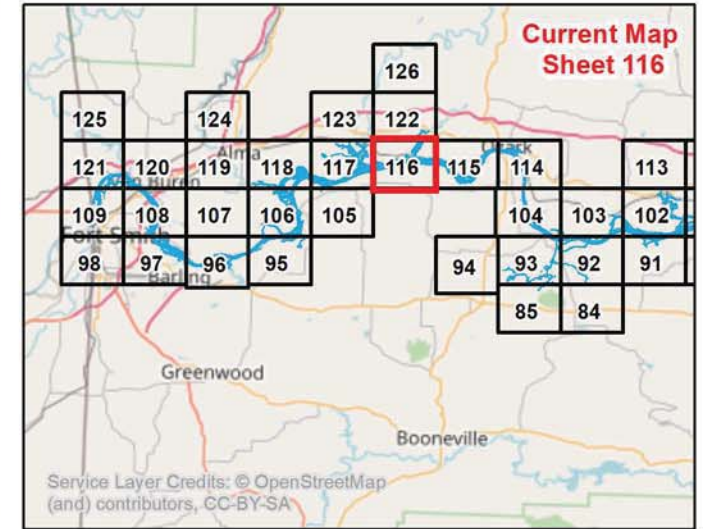 Current Map
Sheet 116
126
125 124 123 122
Alma Ozark
121 120 119 118 117 116 115 114 113
Van Buren
109 108 107 106 105 104 103 102
Fort Smith
98 97 96 95 94 93 92 91
Barling
85 84
Greenwood
Booneville
Service Layer Credits: © OpenStreetMap
(and) contributors, CC-BY-SA